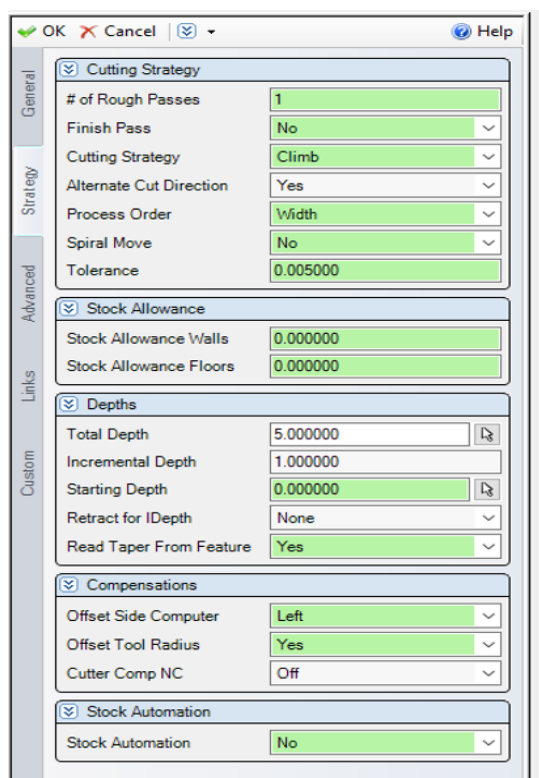 OK Cancel Help
General
Strategy
Advanced
Links
Custom
Cutting Strategy
# of Rough Passes 1
Finish Pass No
Cutting Strategy Climb
Alternate Cut Direction Yes
Process Order Width
Spiral Move No
Tolerance 0.005000
Stock Allowance
Stock Allowance Walls 0.000000
Stock Allowance Floors 0.000000
Depths
Total Depth 5.000000
Incremental Depth 1.000000
Starting Depth 0.000000
Retract for IDepth None
Read Taper From Feature Yes
Compensations
Offset Side Computer Left
Offset Tool Radius Yes
Cutter Comp NC Off
Stock Automation
Stock Automation No